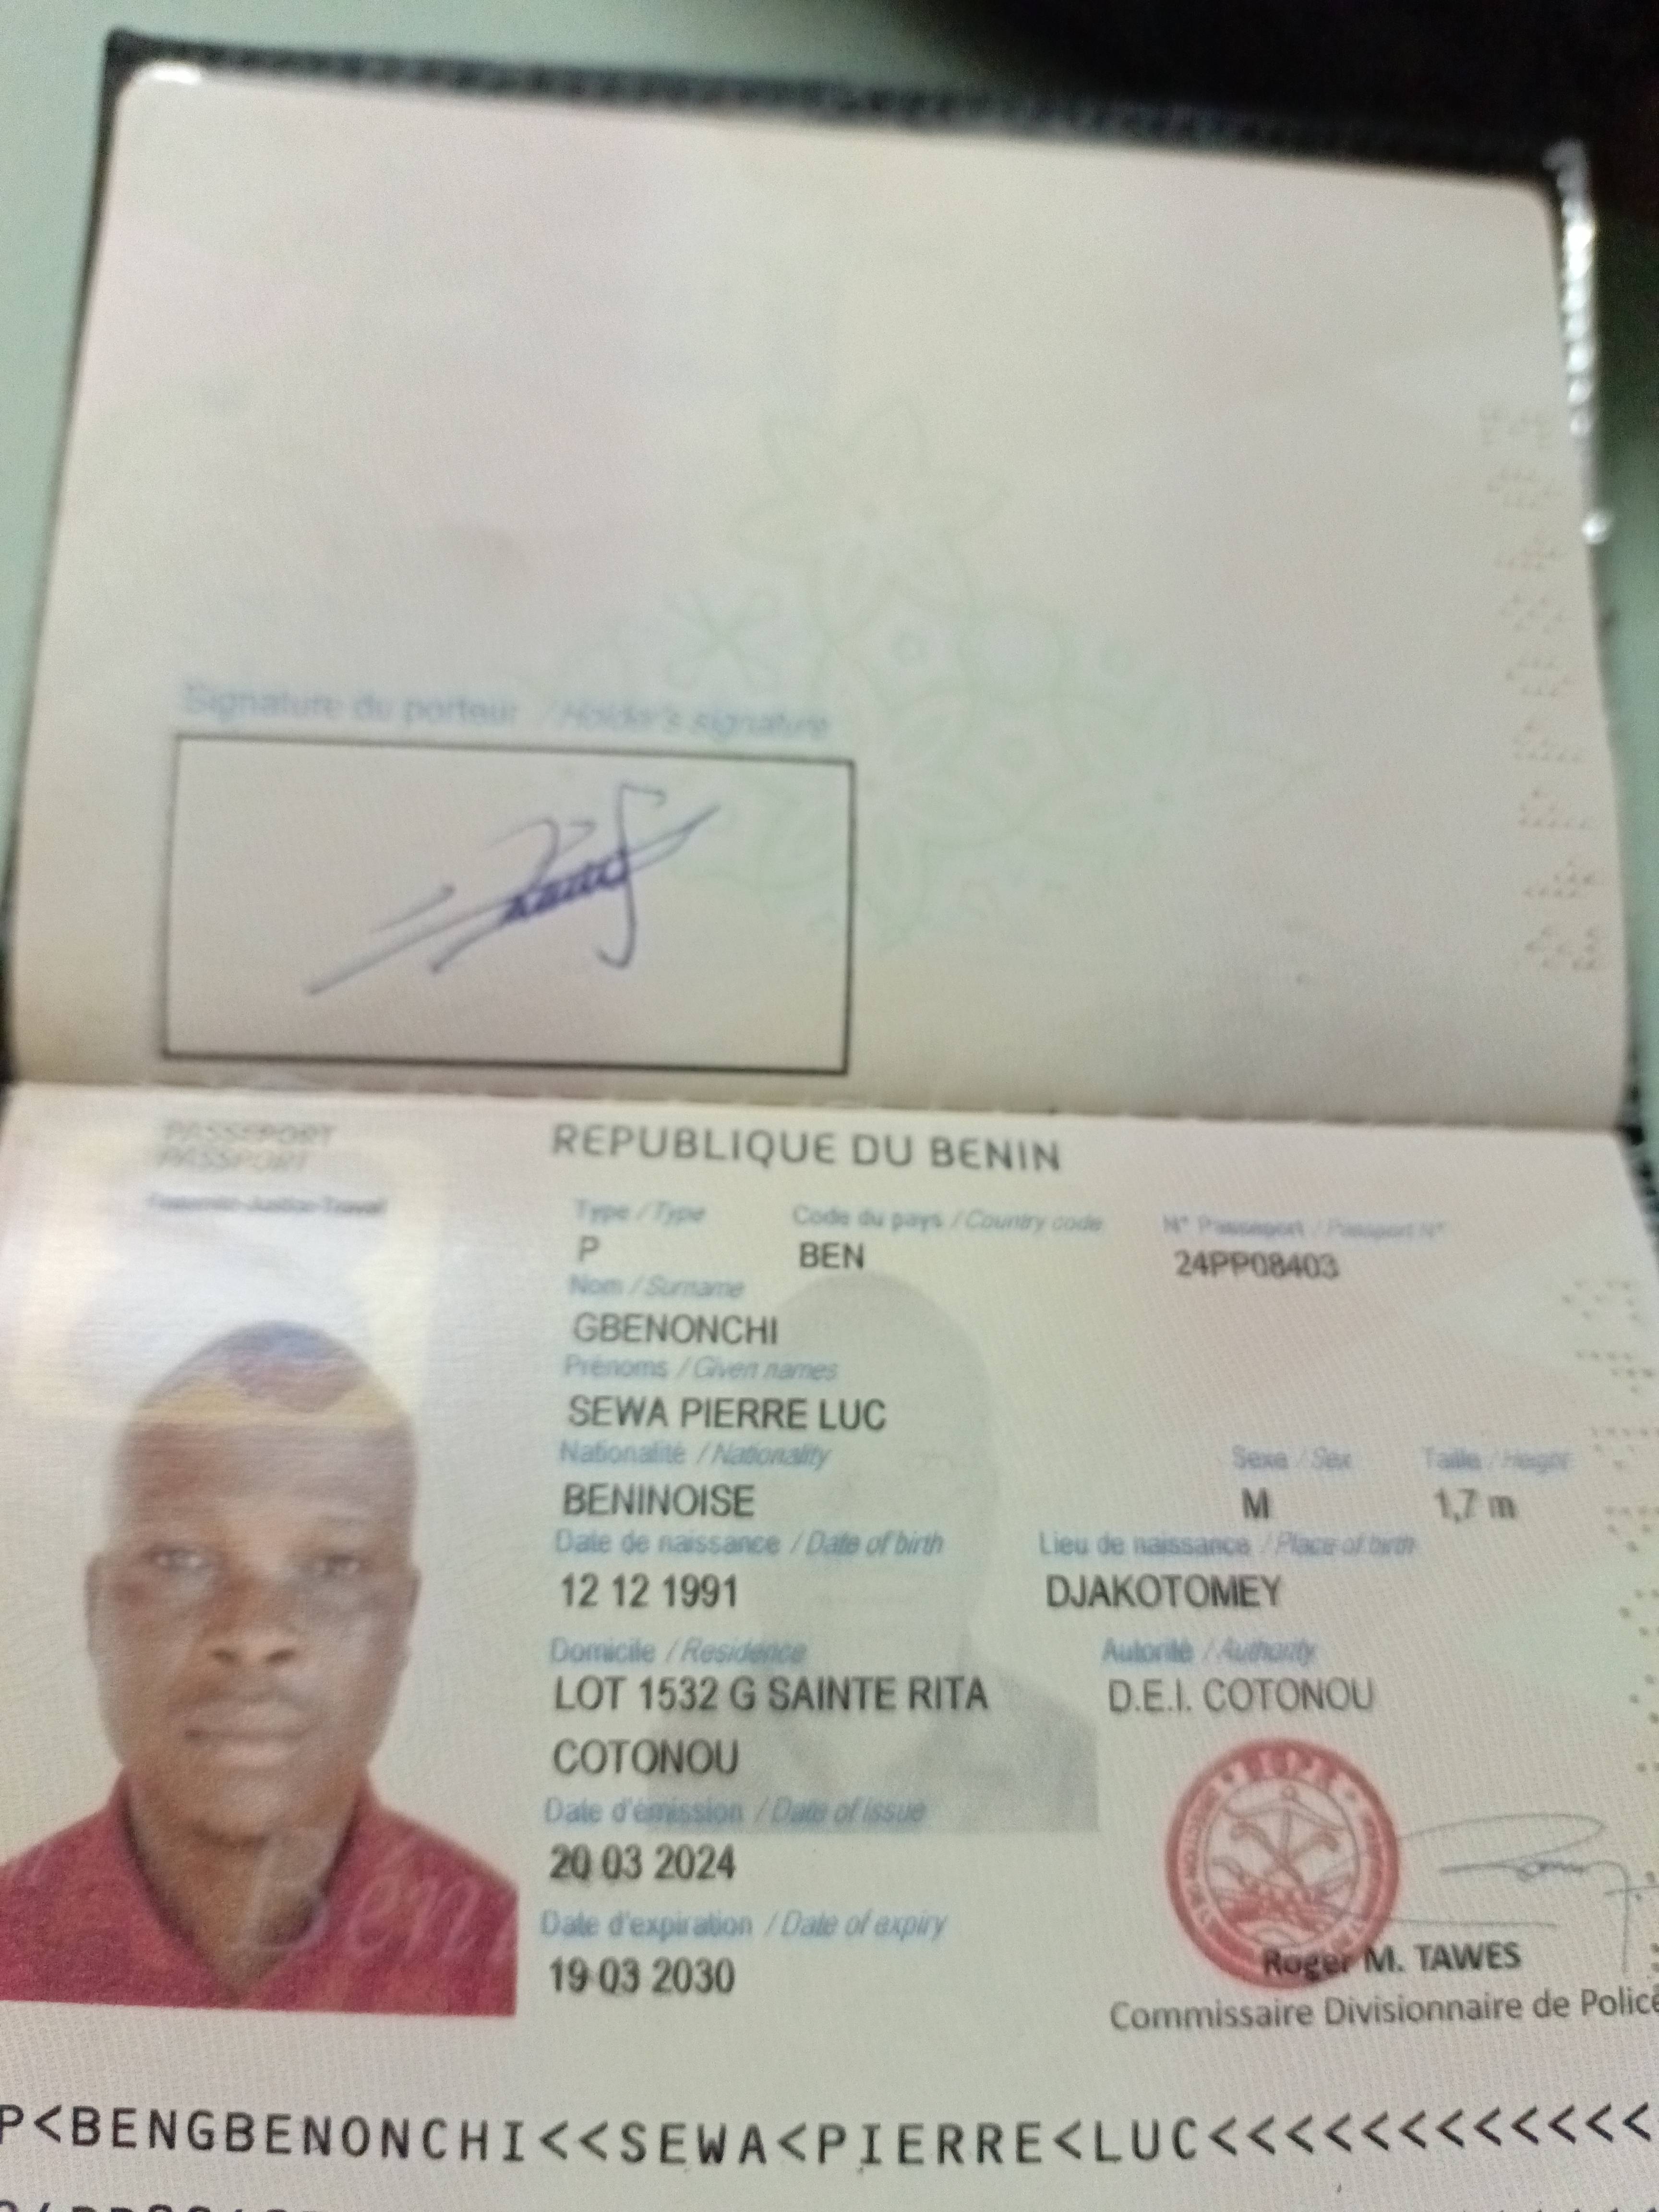 Signature du porteur / Holder's signature
PASSEPORT
PASSPORT
Fraternité-Justice-Travail
REPUBLIQUE DU BENIN
Type / Type Code du pays / Country code N° Passeport / Passport N°
P BEN 24PP08403
Nom / Surname
GBENONCHI
Prénoms / Given names
SEWA PIERRE LUC
Nationalité / Nationality Sexe / Sex Taille / Heigt
BENINOISE M 1,7 m
Date de naissance / Date of birth Lieu de naissance / Place of birth
12 12 1991 DJAKOTOMEY
Domicile / Residence Autorité / Authority
LOT 1532 G SAINTE RITA D.E.I. COTONOU
COTONOU
Date d'émission / Date of issue
20 03 2024
Date d'expiration / Date of expiry
19 03 2030
Roger M. TAWES
Commissaire Divisionnaire de Police
P<BENGBENONCHI<<SEWA<PIERRE<LUC<<<<<<<<<<<<